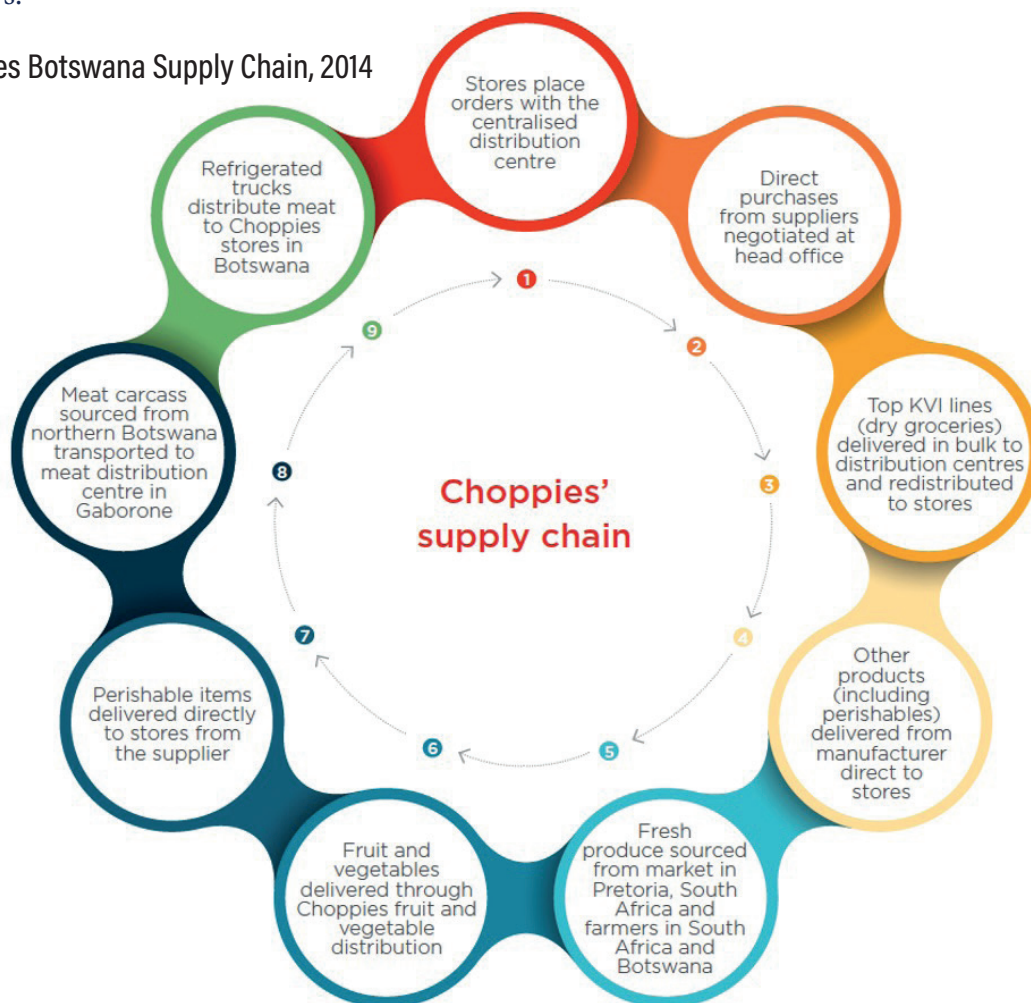 es Botswana Supply Chain, 2014
Stores place
orders with the
centralised
distribution
centre
Direct
purchases
from suppliers
negotiated at
head office
Top KVI lines
(dry groceries)
delivered in bulk to
distribution centres
and redistributed
to stores
Other
products
(including
perishables)
delivered from
manufacturer
direct to
stores
Fresh
produce sourced
from market in
Pretoria, South
Africa and
farmers in South
Africa and
Botswana
Fruit and
vegetables
delivered through
Choppies fruit and
vegetable
distribution
Perishable items
delivered directly
to stores from
the supplier
Meat carcass
sourced from
northern Botswana
transported to
meat distribution
centre in
Gaborone
Refrigerated
trucks
distribute meat
to Choppies
stores in
Botswana
1
2
3
4
5
6
7
8
9
Choppies’
supply chain